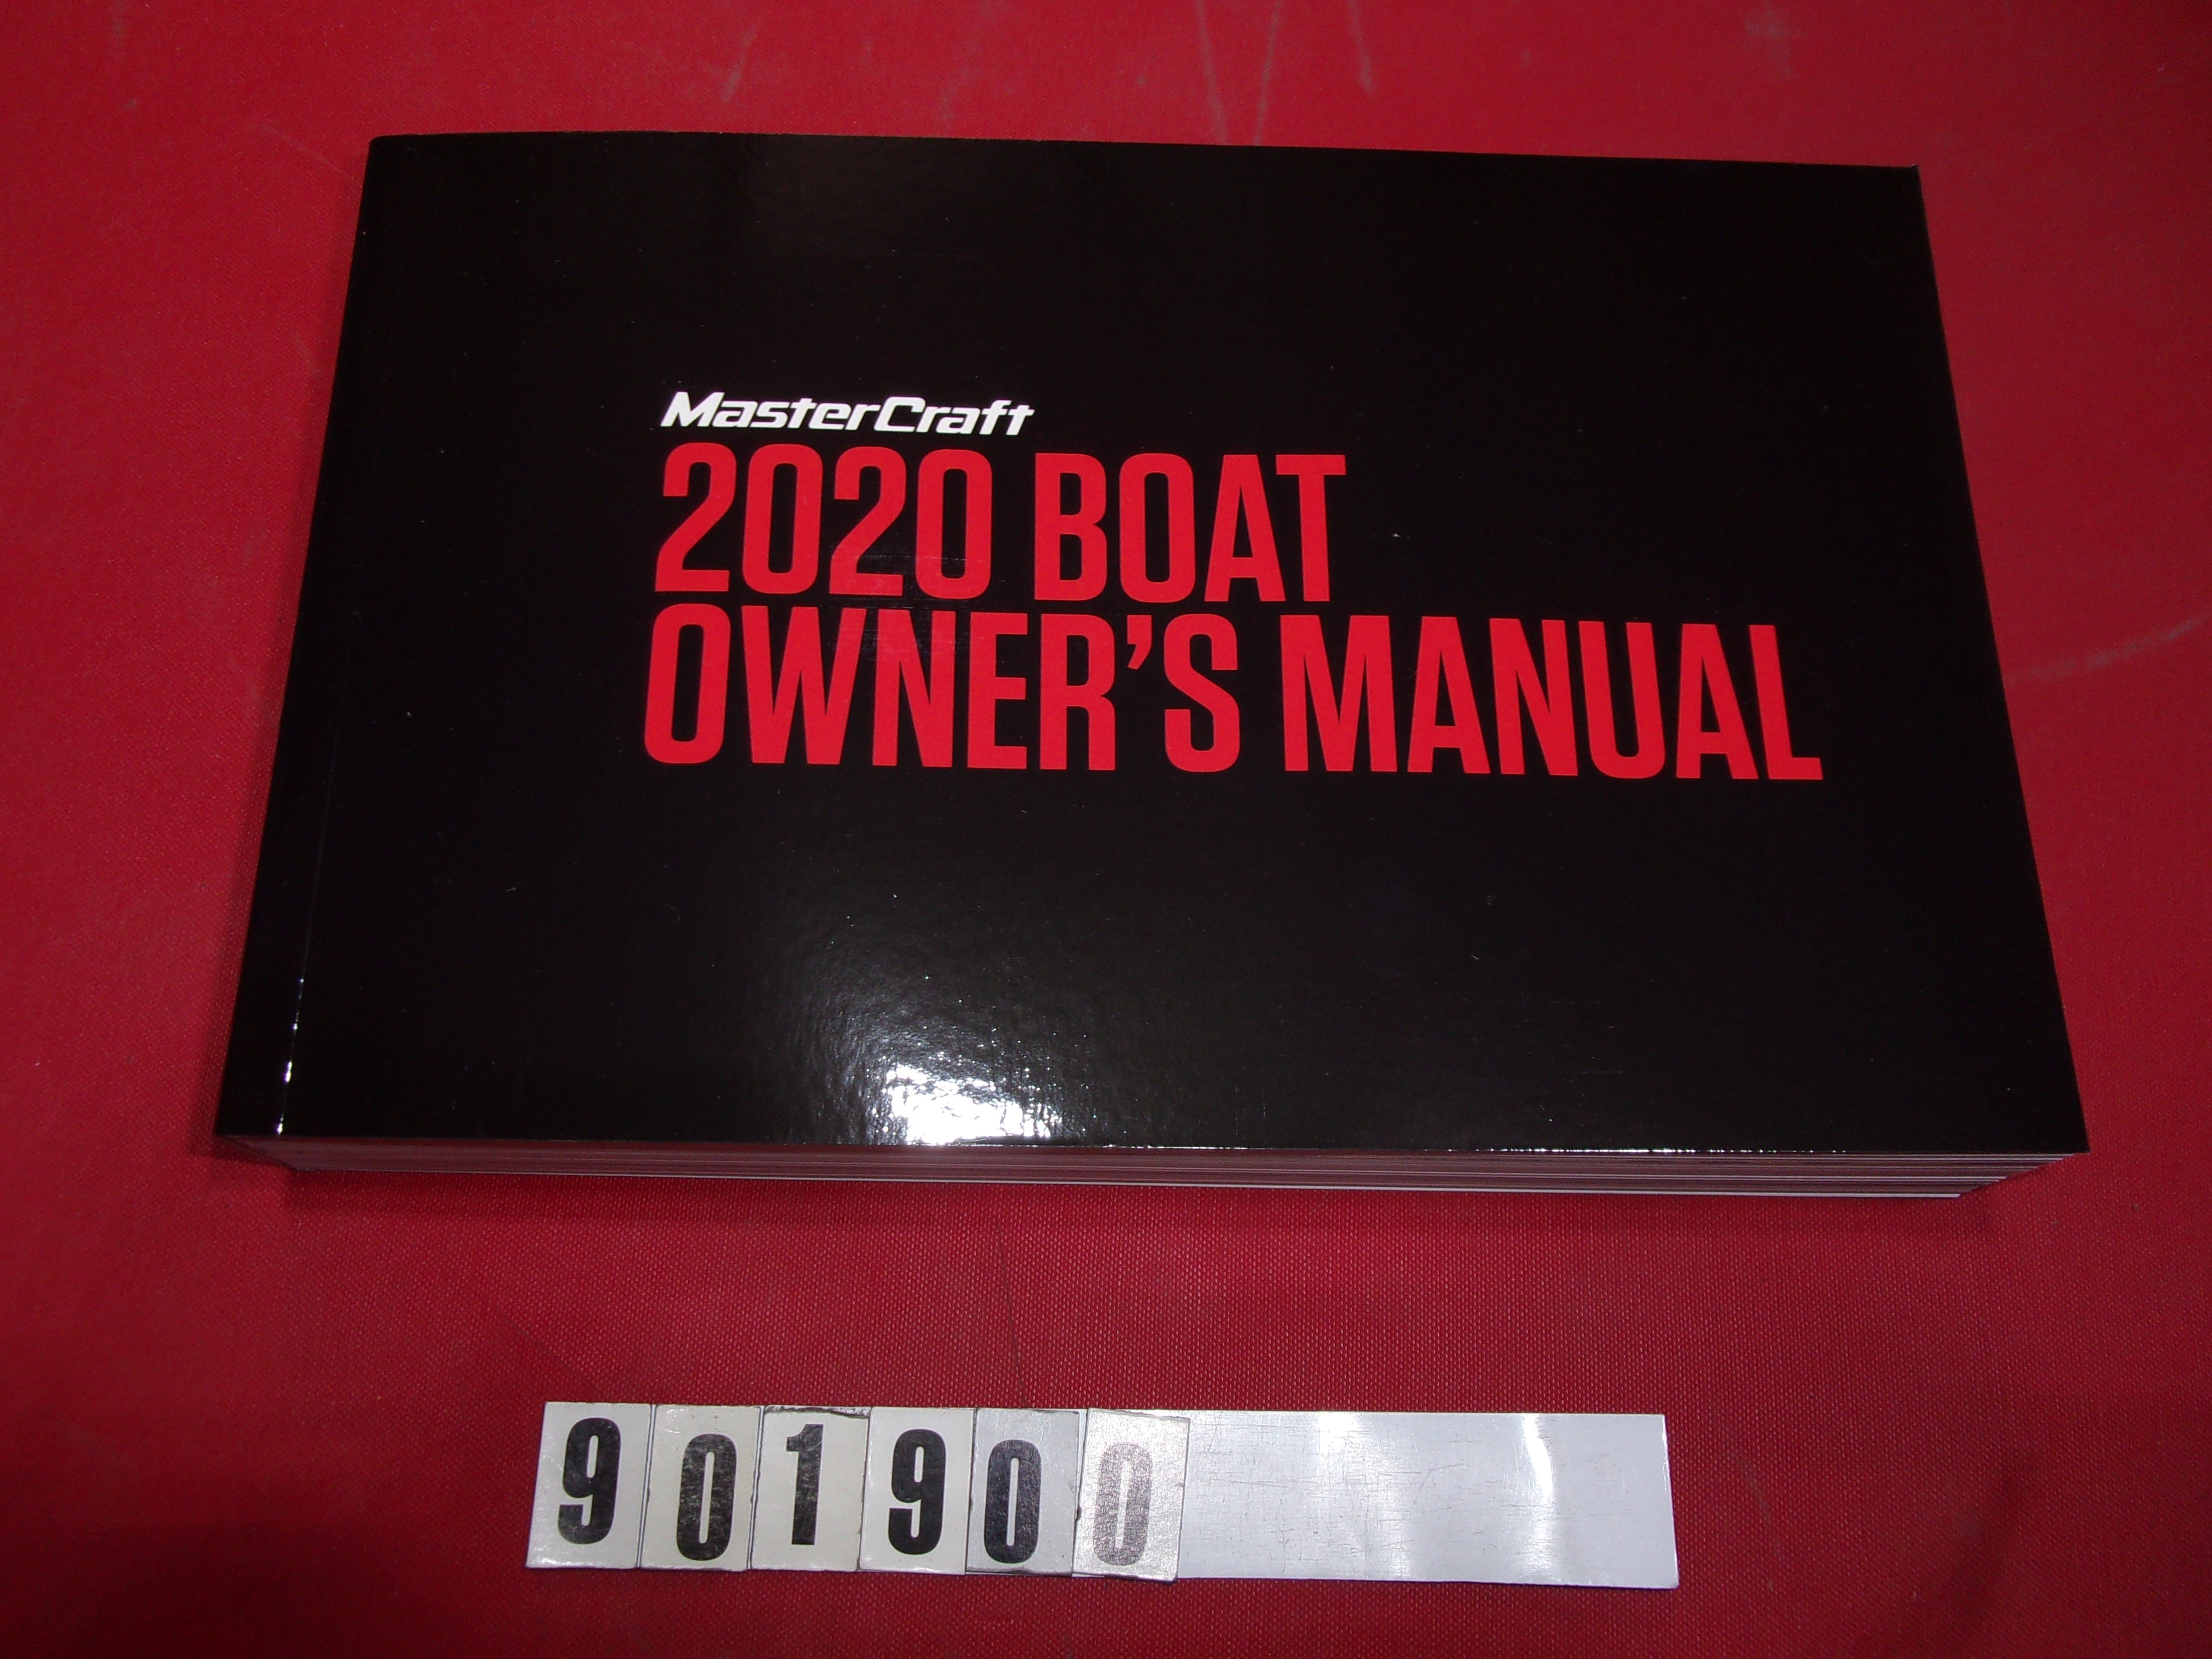 MasterCraft
2020 BOAT
OWNER'S MANUAL
901900